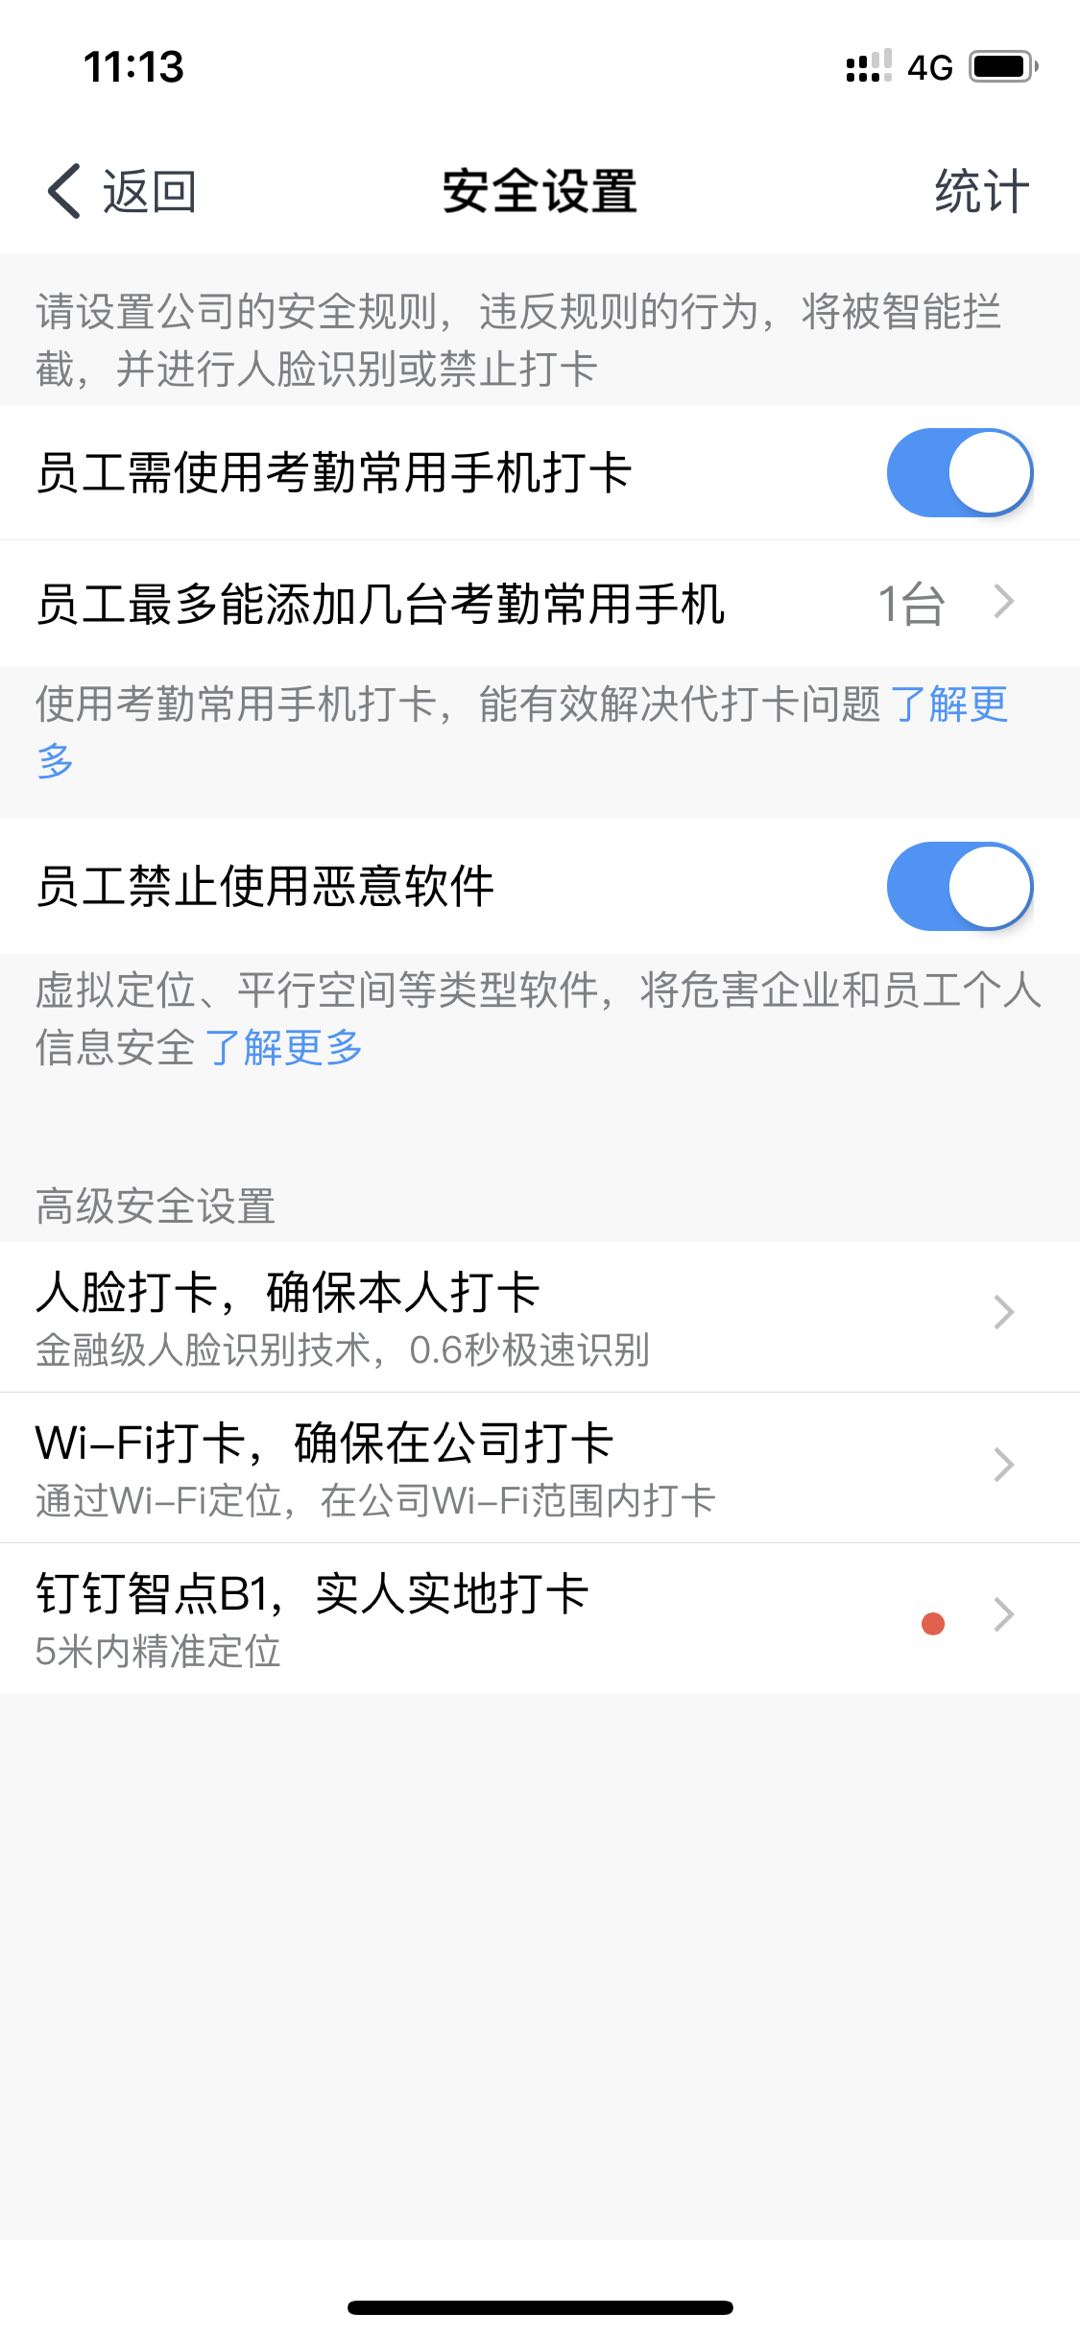 11:13
4G
返回
安全设置
统计
请设置公司的安全规则，违反规则的行为，将被智能拦
截，并进行人脸识别或禁止打卡
员工需使用考勤常用手机打卡
员工最多能添加几台考勤常用手机
1台
使用考勤常用手机打卡，能有效解决代打卡问题 了解更
多
员工禁止使用恶意软件
虚拟定位、平行空间等类型软件，将危害企业和员工个人
信息安全 了解更多
高级安全设置
人脸打卡，确保本人打卡
金融级人脸识别技术，0.6秒极速识别
Wi-Fi打卡，确保在公司打卡
通过Wi-Fi定位，在公司Wi-Fi范围内打卡
钉钉智点B1，实人实地打卡
5米内精准定位